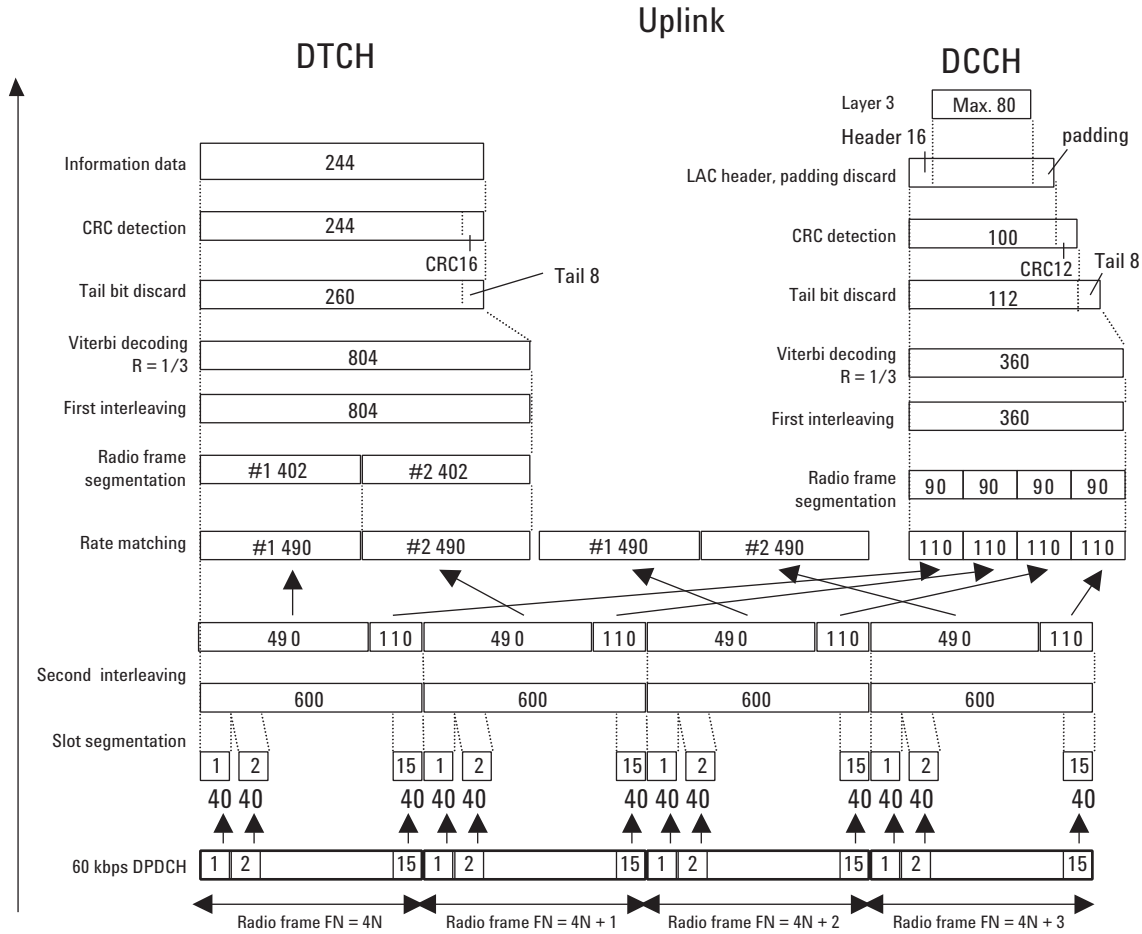 Uplink
DTCH
DCCH
Layer 3
Max. 80
Header 16
padding
Information data
244
LAC header, padding discard
CRC detection
244
CRC16
CRC detection
100
CRC12
Tail bit discard
260
Tail 8
Tail bit discard
112
Tail 8
Viterbi decoding
R = 1/3
804
Viterbi decoding
R = 1/3
360
First interleaving
804
First interleaving
360
Radio frame
segmentation
#1 402
#2 402
Radio frame
segmentation
90
90
90
90
Rate matching
#1 490
#2 490
#1 490
#2 490
110
110
110
110
490
110
490
110
490
110
490
110
Second interleaving
600
600
600
600
Slot segmentation
1
2
15
1
2
15
1
2
15
1
2
15
40
40
40
40
40
40
40
40
40
40
40
40
60 kbps DPDCH
1
2
15
1
2
15
1
2
15
1
2
15
Radio frame FN = 4N
Radio frame FN = 4N + 1
Radio frame FN = 4N + 2
Radio frame FN = 4N + 3